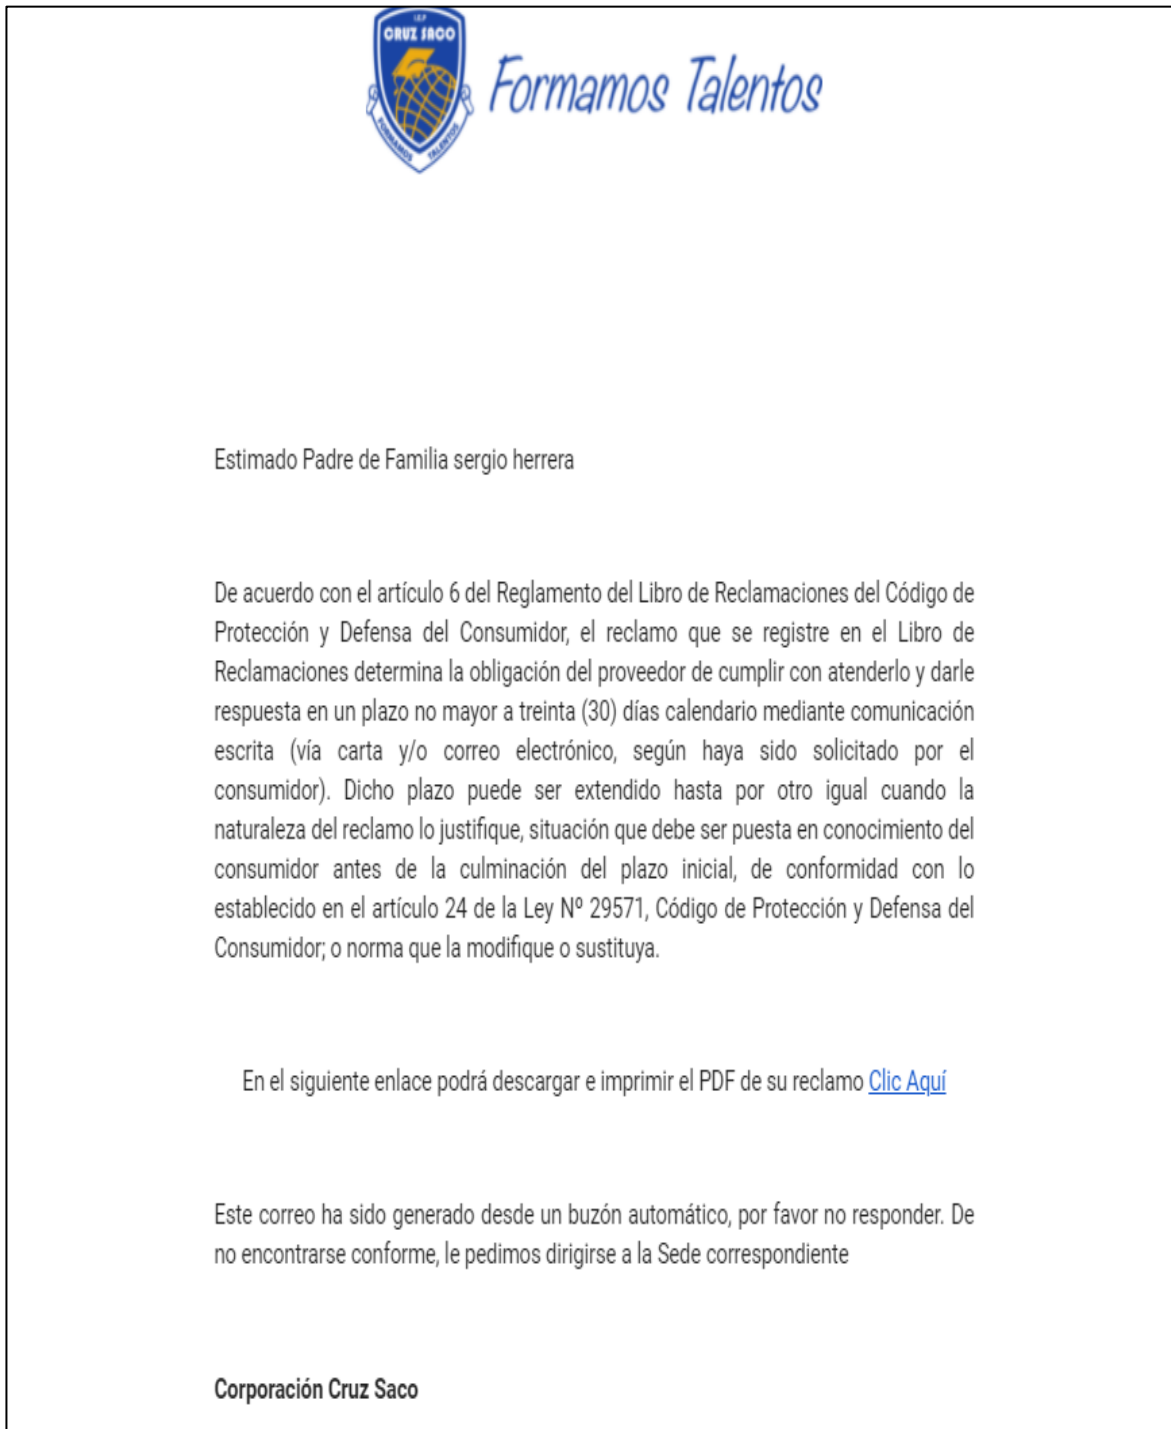 I.E.P
CRUZ SACO
FORMAMOS TALENTOS
Formamos Talentos
Estimado Padre de Familia sergio herrera
De acuerdo con el artículo 6 del Reglamento del Libro de Reclamaciones del Código de
Protección y Defensa del Consumidor, el reclamo que se registre en el Libro de
Reclamaciones determina la obligación del proveedor de cumplir con atenderlo y darle
respuesta en un plazo no mayor a treinta (30) días calendario mediante comunicación
escrita (vía carta y/o correo electrónico, según haya sido solicitado por el
consumidor). Dicho plazo puede ser extendido hasta por otro igual cuando la
naturaleza del reclamo lo justifique, situación que debe ser puesta en conocimiento del
consumidor antes de la culminación del plazo inicial, de conformidad con lo
establecido en el artículo 24 de la Ley Nº 29571, Código de Protección y Defensa del
Consumidor; o norma que la modifique o sustituya.
En el siguiente enlace podrá descargar e imprimir el PDF de su reclamo Clic Aquí
Este correo ha sido generado desde un buzón automático, por favor no responder. De
no encontrarse conforme, le pedimos dirigirse a la Sede correspondiente
Corporación Cruz Saco